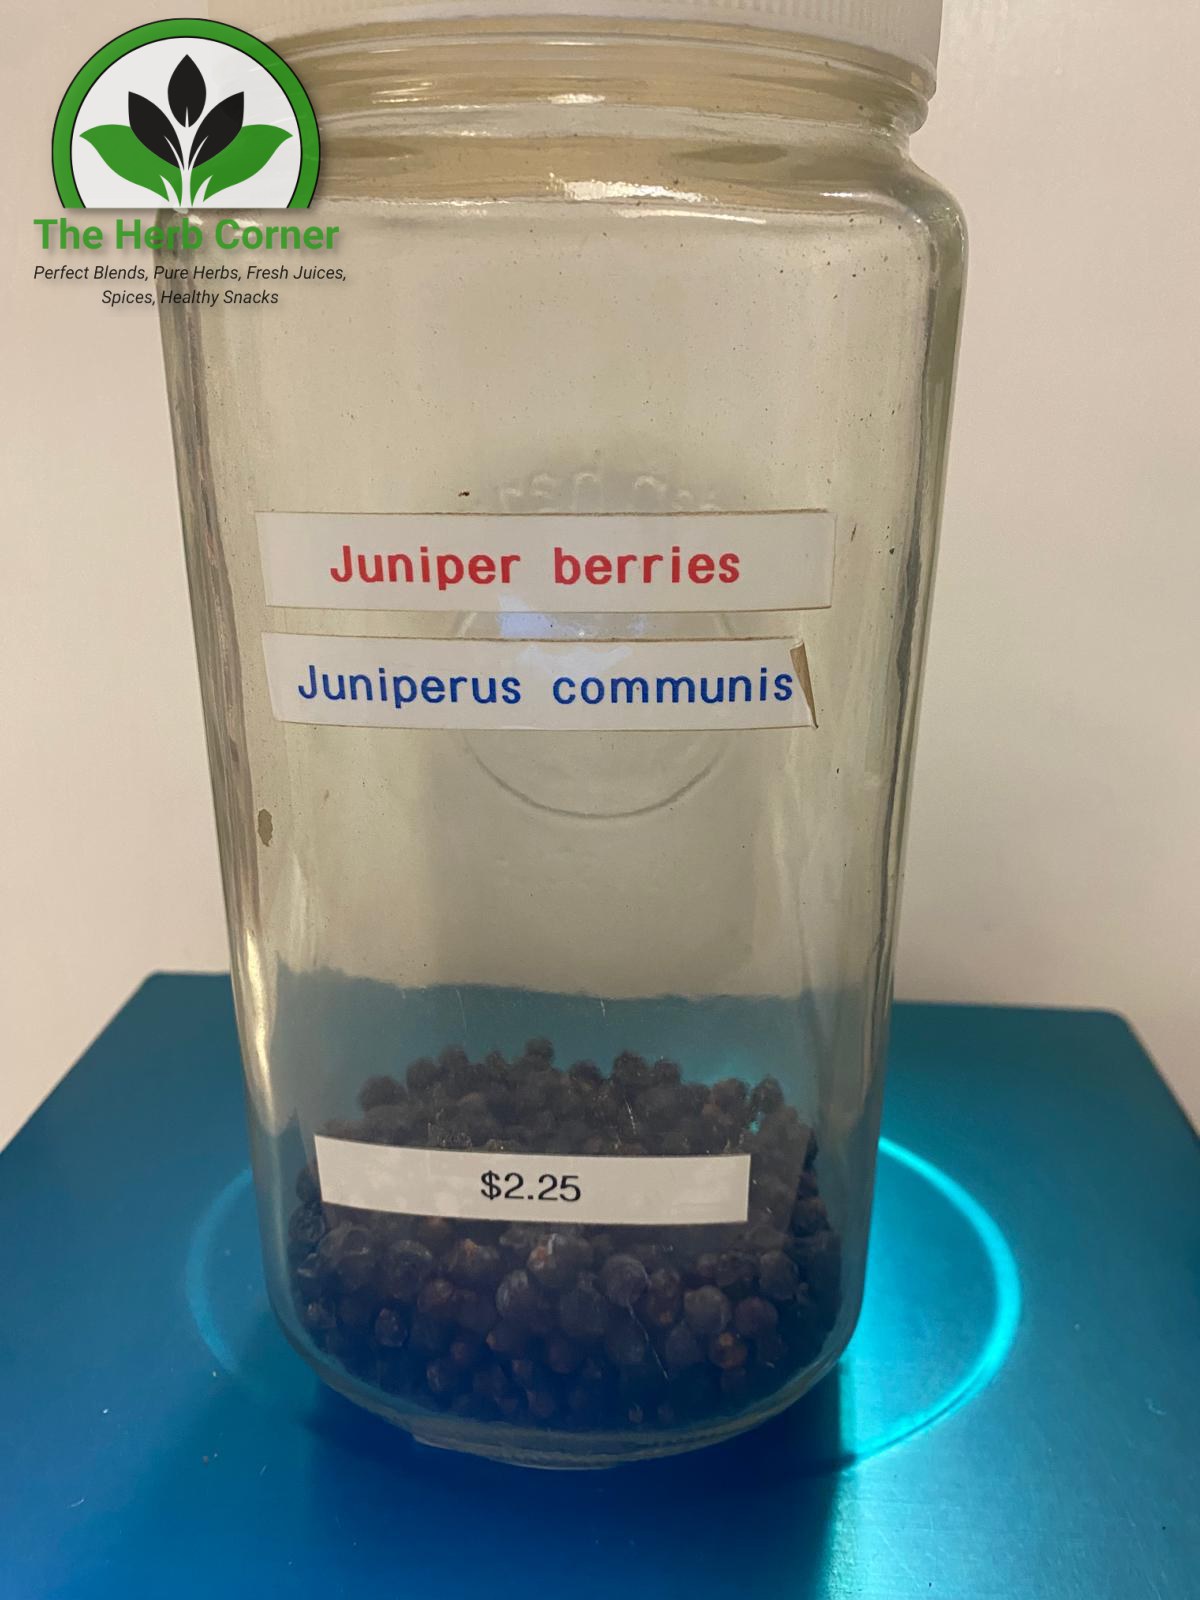 The Herb Corner
Perfect Blends, Pure Herbs, Fresh Juices,
Spices, Healthy Snacks
Juniper berries
Juniperus communis
$2.25